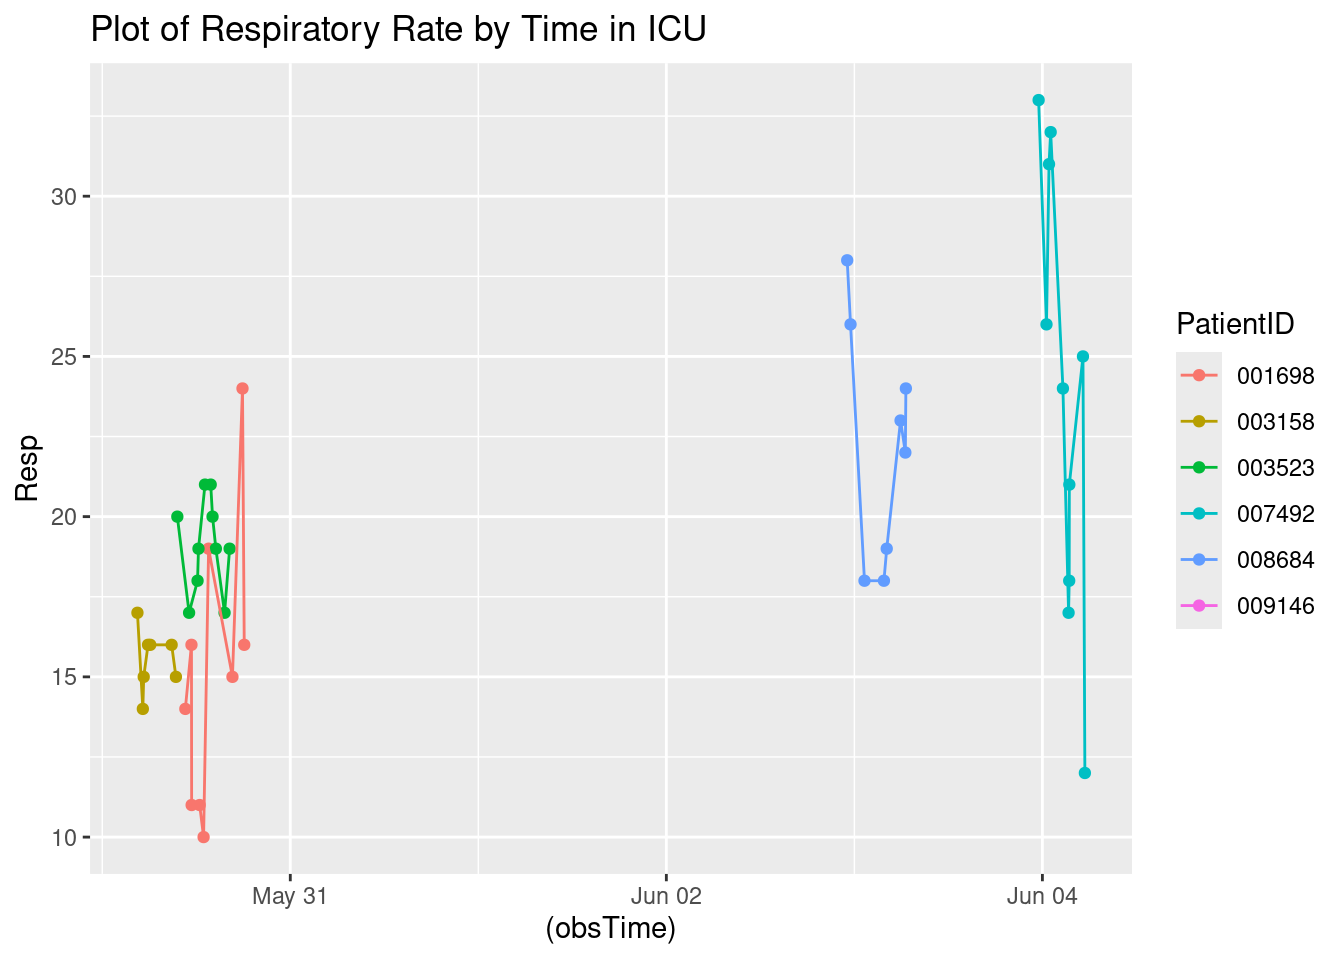 Plot of Respiratory Rate by Time in ICU
Resp
30
25
20
15
10
May 31
Jun 02
Jun 04
(obsTime)
PatientID
001698
003158
003523
007492
008684
009146